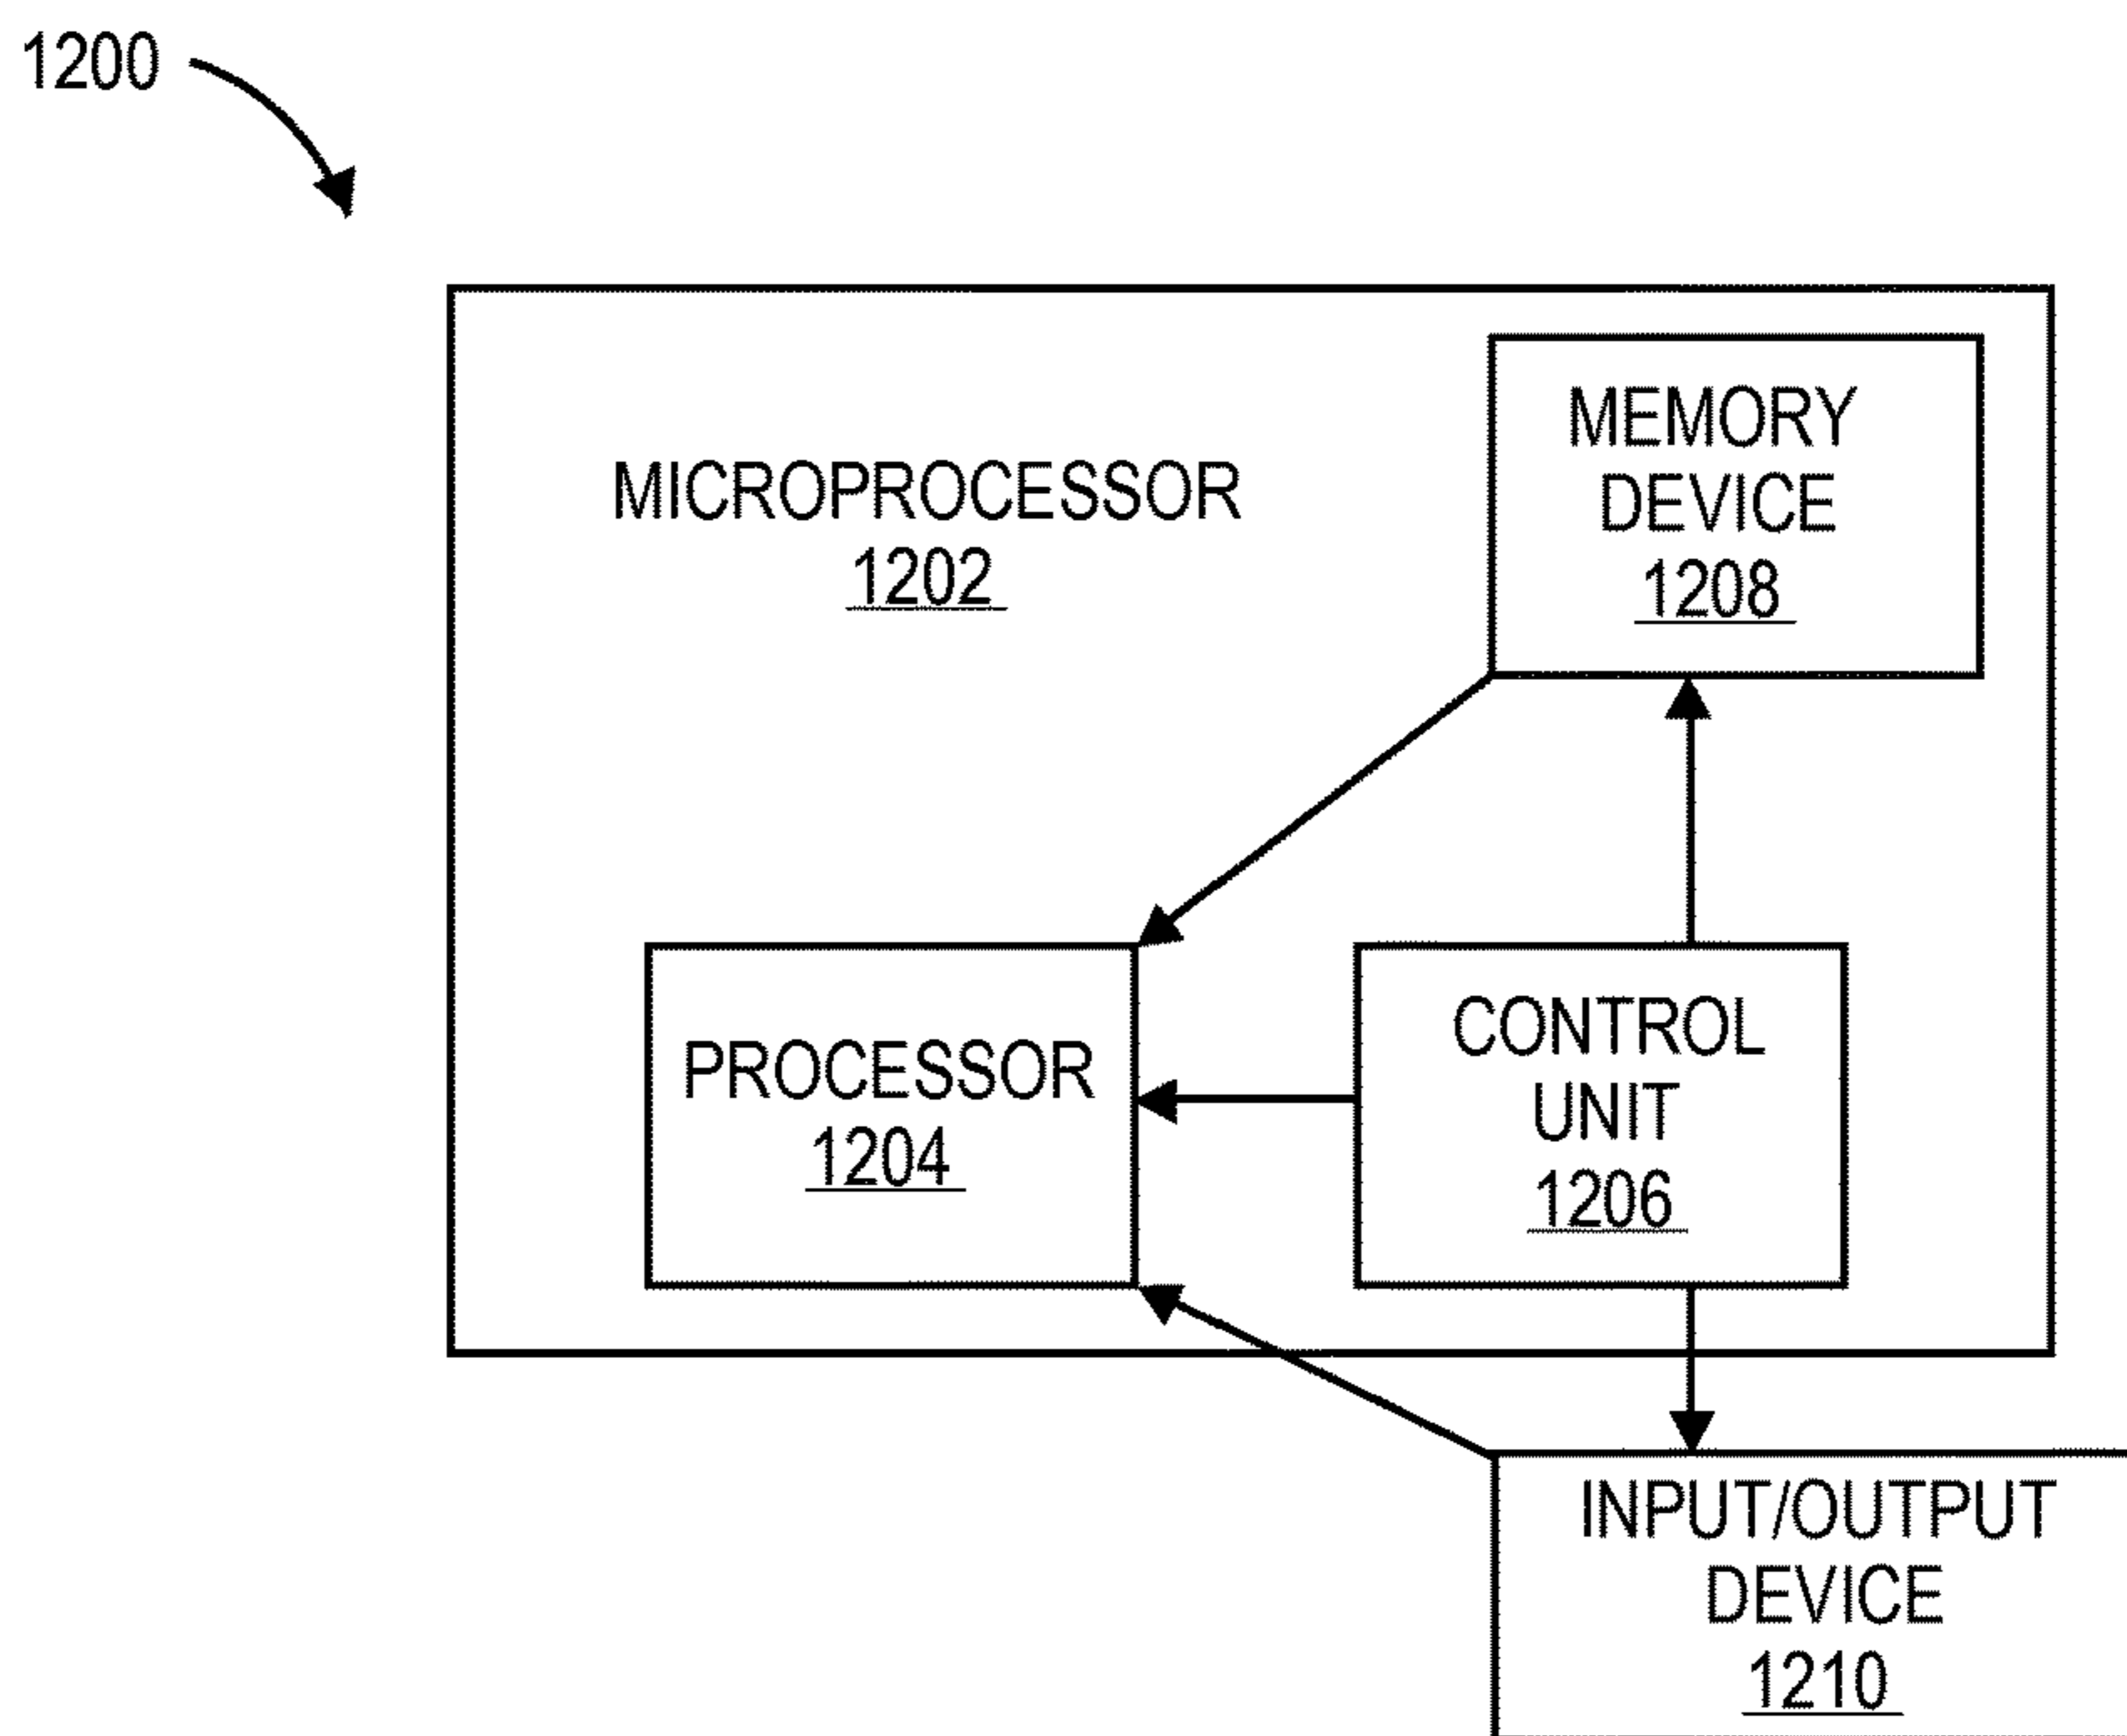 1200
MICROPROCESSOR
1202
MEMORY
DEVICE
1208
PROCESSOR
1204
CONTROL
UNIT
1206
INPUT/OUTPUT
DEVICE
1210